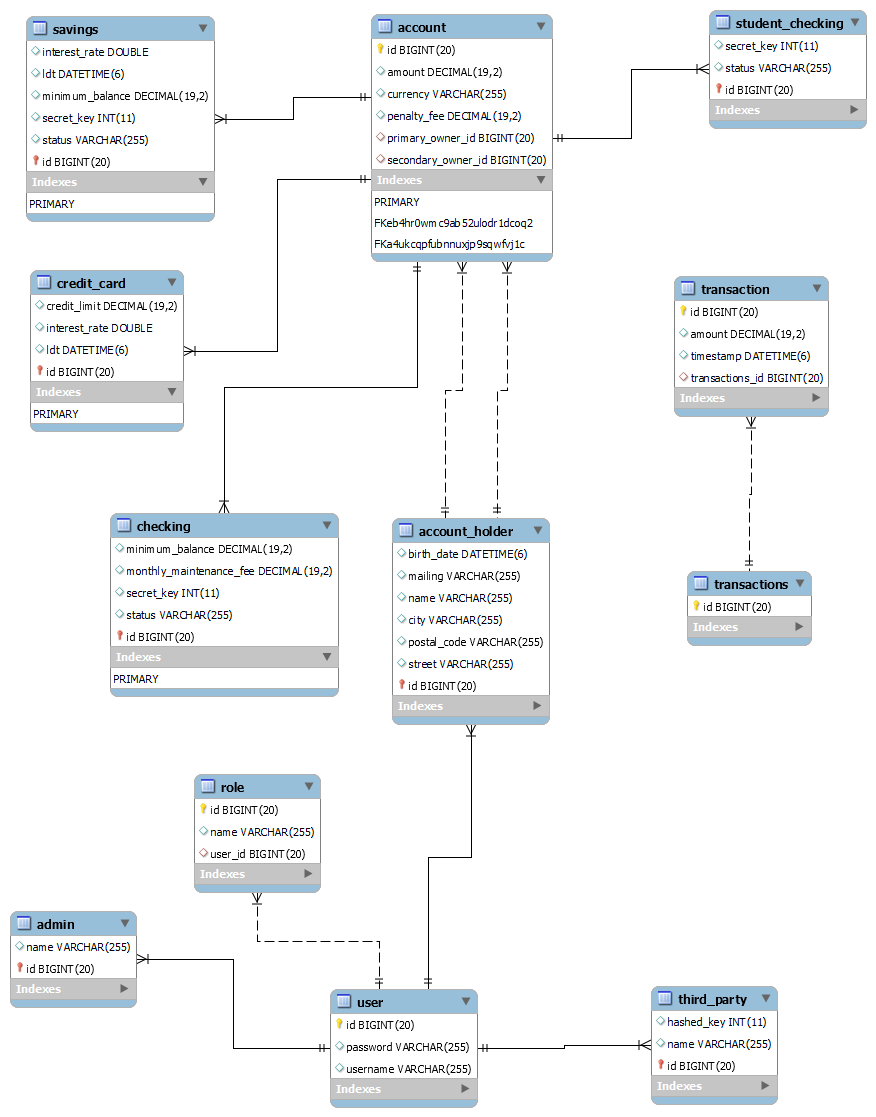 savings
interest_rate DOUBLE
ldt DATETIME(6)
minimum_balance DECIMAL(19,2)
secret_key INT(11)
status VARCHAR(255)
id BIGINT(20)
Indexes
PRIMARY
account
id BIGINT(20)
amount DECIMAL(19,2)
currency VARCHAR(255)
penalty_fee DECIMAL(19,2)
primary_owner_id BIGINT(20)
secondary_owner_id BIGINT(20)
Indexes
PRIMARY
FKeb4hr0wmc9ab52ulodr1dcoq2
FKa4ukcqpfubnnuxjp9sqwfvj1c
student_checking
secret_key INT(11)
status VARCHAR(255)
id BIGINT(20)
Indexes
credit_card
credit_limit DECIMAL(19,2)
interest_rate DOUBLE
ldt DATETIME(6)
id BIGINT(20)
Indexes
PRIMARY
transaction
id BIGINT(20)
amount DECIMAL(19,2)
timestamp DATETIME(6)
transactions_id BIGINT(20)
Indexes
checking
minimum_balance DECIMAL(19,2)
monthly_maintenance_fee DECIMAL(19,2)
secret_key INT(11)
status VARCHAR(255)
id BIGINT(20)
Indexes
PRIMARY
account_holder
birth_date DATETIME(6)
mailing VARCHAR(255)
name VARCHAR(255)
city VARCHAR(255)
postal_code VARCHAR(255)
street VARCHAR(255)
id BIGINT(20)
Indexes
transactions
id BIGINT(20)
Indexes
role
id BIGINT(20)
name VARCHAR(255)
user_id BIGINT(20)
Indexes
admin
name VARCHAR(255)
id BIGINT(20)
Indexes
user
id BIGINT(20)
password VARCHAR(255)
username VARCHAR(255)
Indexes
third_party
hashed_key INT(11)
name VARCHAR(255)
id BIGINT(20)
Indexes